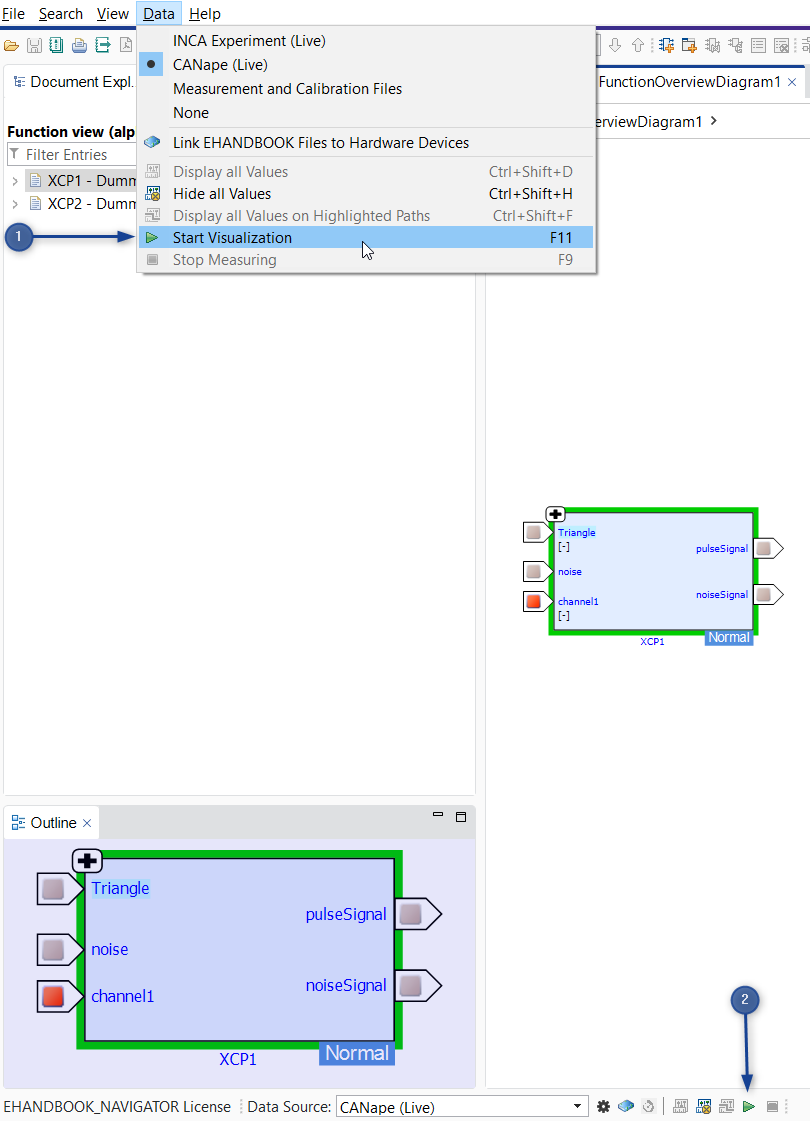 File Search View Data Help
INCA Experiment (Live)
CANape (Live)
Measurement and Calibration Files
None
Link EHANDBOOK Files to Hardware Devices
Display all Values Ctrl+Shift+D
Hide all Values Ctrl+Shift+H
Display all Values on Highlighted Paths Ctrl+Shift+F
Start Visualization F11
Stop Measuring F9
Document Expl.
Function view (alp
Filter Entries
XCP1 - Dumm
XCP2 - Dumm
1
FunctionOverviewDiagram1
erviewDiagram1
Triangle
[-]
pulseSignal
noise
noiseSignal
channel1
[-]
Normal
XCP1
Outline
Triangle
pulseSignal
noise
noiseSignal
channel1
Normal
XCP1
2
EHANDBOOK_NAVIGATOR License Data Source: CANape (Live)